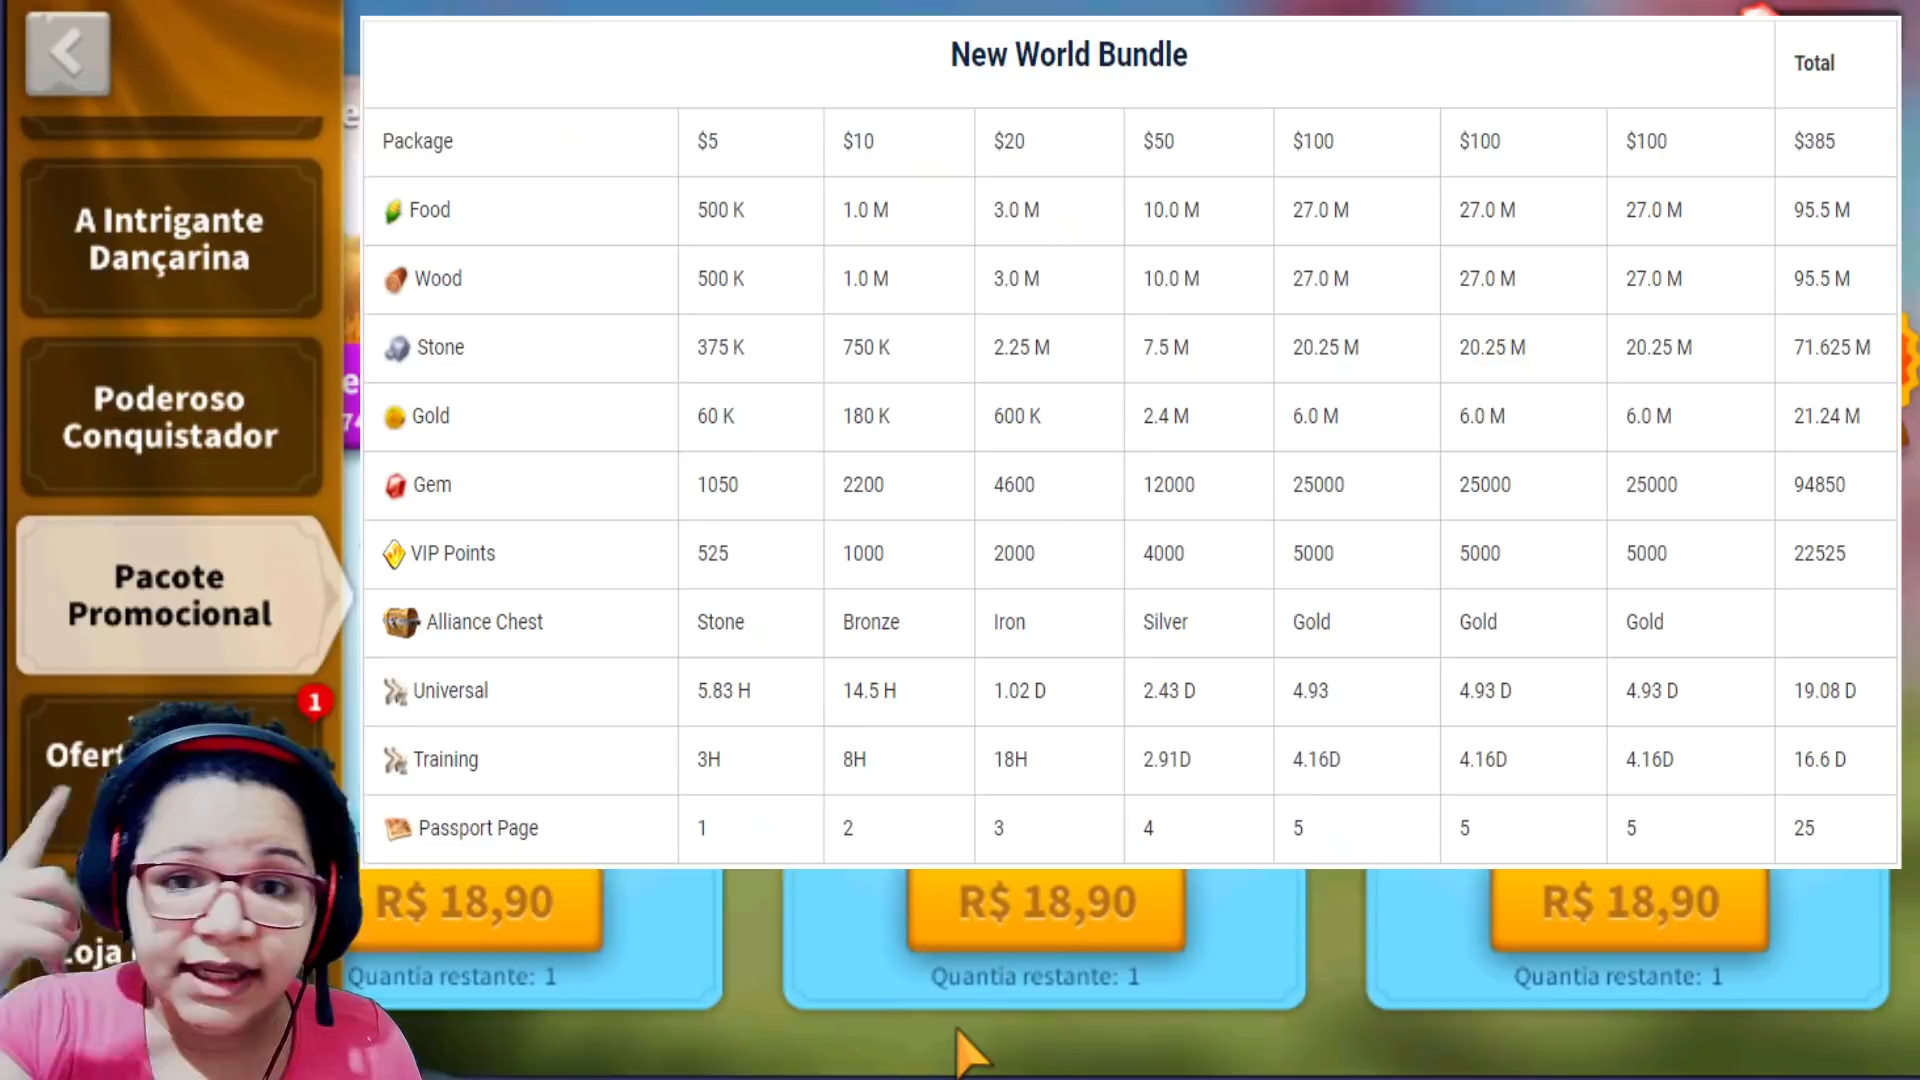 New World Bundle Total
Package $5 $10 $20 $50 $100 $100 $100 $385
Food 500 K 1.0 M 3.0 M 10.0 M 27.0 M 27.0 M 27.0 M 95.5 M
Wood 500 K 1.0 M 3.0 M 10.0 M 27.0 M 27.0 M 27.0 M 95.5 M
Stone 375 K 750 K 2.25 M 7.5 M 20.25 M 20.25 M 20.25 M 71.625 M
Gold 60 K 180 K 600 K 2.4 M 6.0 M 6.0 M 6.0 M 21.24 M
Gem 1050 2200 4600 12000 25000 25000 25000 94850
VIP Points 525 1000 2000 4000 5000 5000 5000 22525
Alliance Chest Stone Bronze Iron Silver Gold Gold Gold
Universal 5.83 H 14.5 H 1.02 D 2.43 D 4.93 4.93 D 4.93 D 19.08 D
Training 3H 8H 18H 2.91D 4.16D 4.16D 4.16D 16.6 D
Passport Page 1 2 3 4 5 5 5 25
A Intrigante
Dançarina
Poderoso
Conquistador
Pacote
Promocional
1
R$ 18,90 R$ 18,90 R$ 18,90
Quantia restante: 1 Quantia restante: 1 Quantia restante: 1